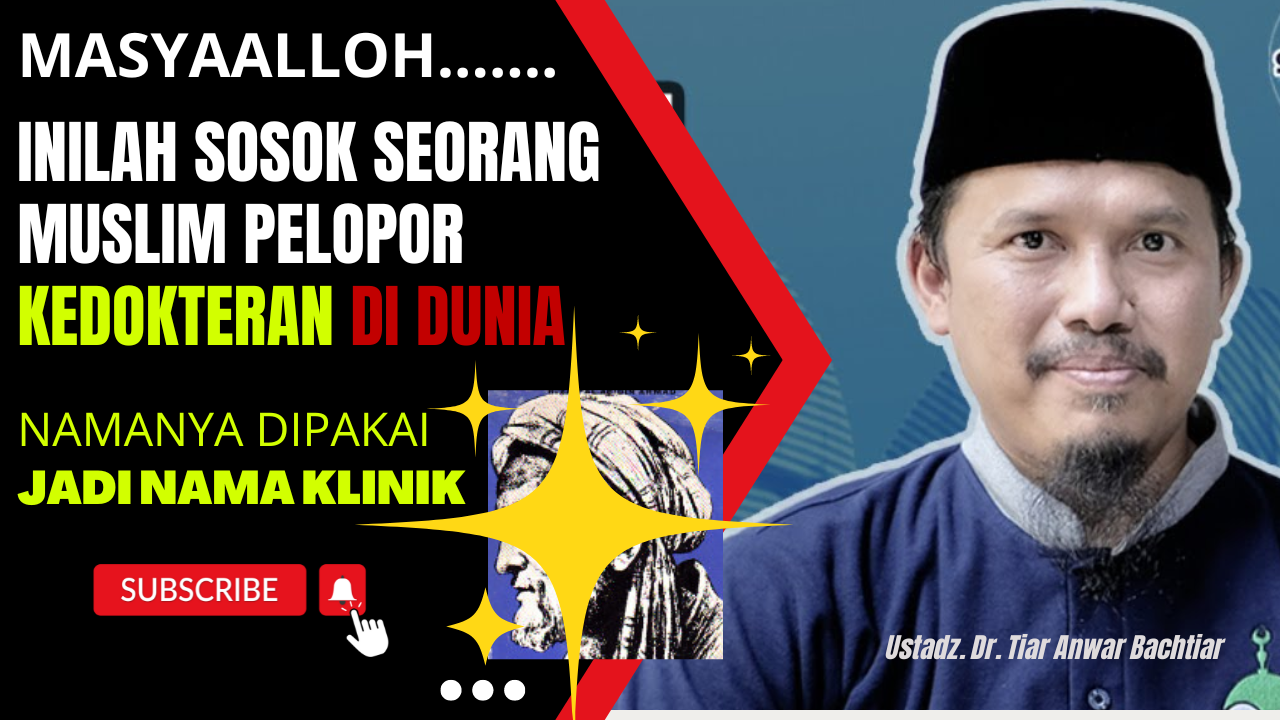 MASYAALLOH.......
INILAH SOSOK SEORANG
MUSLIM PELOPOR
KEDOKTERAN DI DUNIA
NAMANYA DIPAKAI
JADI NAMA KLINIK
SUBSCRIBE
Ustadz. Dr. Tiar Anwar Bachtiar